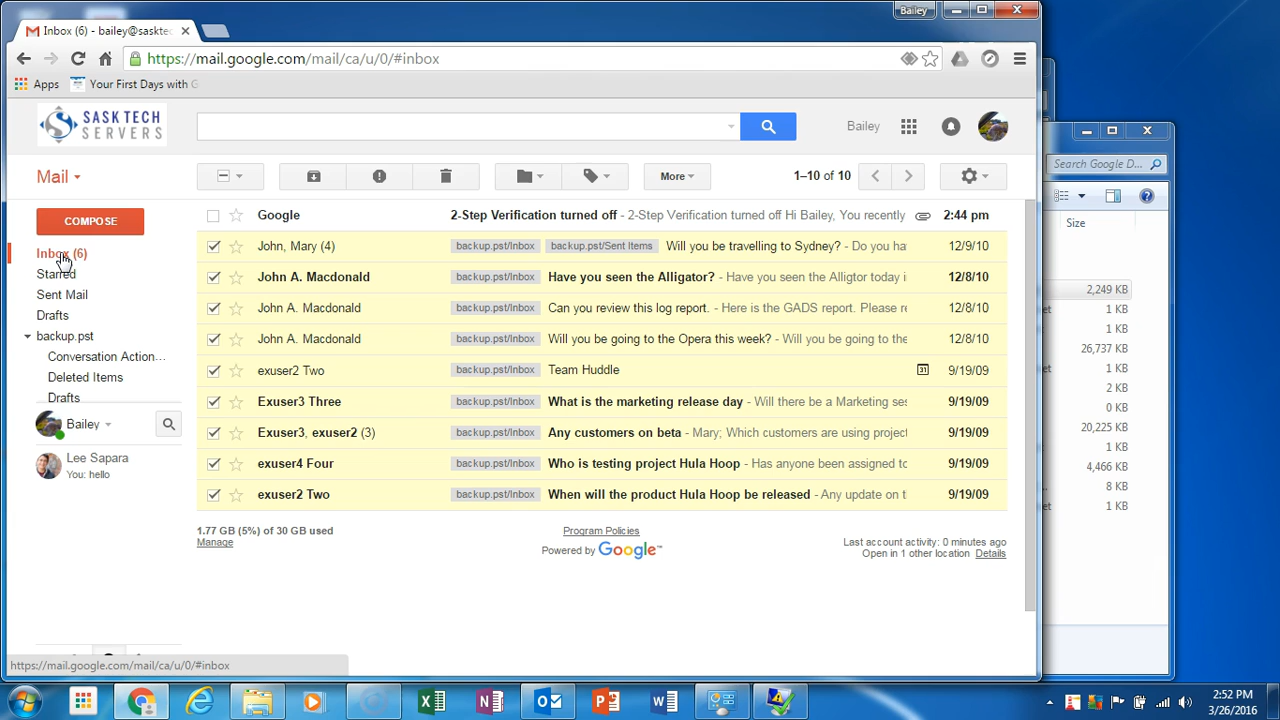 Bailey
Inbox (6) - bailey@saskte
https://mail.google.com/mail/ca/u/0/#inbox
Apps Your First Days with G
SASK TECH
SERVERS
Bailey
Mail
More
1–10 of 10
Search Google D...
COMPOSE
Inbox (6)
Starred
Sent Mail
Drafts
backup.pst
Conversation Action...
Deleted Items
Drafts
Bailey
Lee Sapara
You: hello
Google 2-Step Verification turned off - 2-Step Verification turned off Hi Bailey, You recently 2:44 pm
John, Mary (4) backup.pst/Inbox backup.pst/Sent Items Will you be travelling to Sydney? - Do you ha 12/9/10
John A. Macdonald backup.pst/Inbox Have you seen the Alligator? - Have you seen the Alligtor today i 12/8/10
John A. Macdonald backup.pst/Inbox Can you review this log report. - Here is the GADS report. Please re 12/8/10
John A. Macdonald backup.pst/Inbox Will you be going to the Opera this week? - Will you be going to the 12/8/10
exuser2 Two backup.pst/Inbox Team Huddle 31 9/19/09
Exuser3 Three backup.pst/Inbox What is the marketing release day - Will there be a Marketing ses 9/19/09
Exuser3, exuser2 (3) backup.pst/Inbox Any customers on beta - Mary; Which customers are using project 9/19/09
exuser4 Four backup.pst/Inbox Who is testing project Hula Hoop - Has anyone been assigned to 9/19/09
exuser2 Two backup.pst/Inbox When will the product Hula Hoop be released - Any update on t 9/19/09
1.77 GB (5%) of 30 GB used
Manage
Program Policies
Powered by Google™
Last account activity: 0 minutes ago
Open in 1 other location Details
Size
2,249 KB
1 KB
1 KB
26,737 KB
1 KB
2 KB
0 KB
20,225 KB
1 KB
4,466 KB
8 KB
1 KB
https://mail.google.com/mail/ca/u/0/#inbox
2:52 PM
3/26/2016